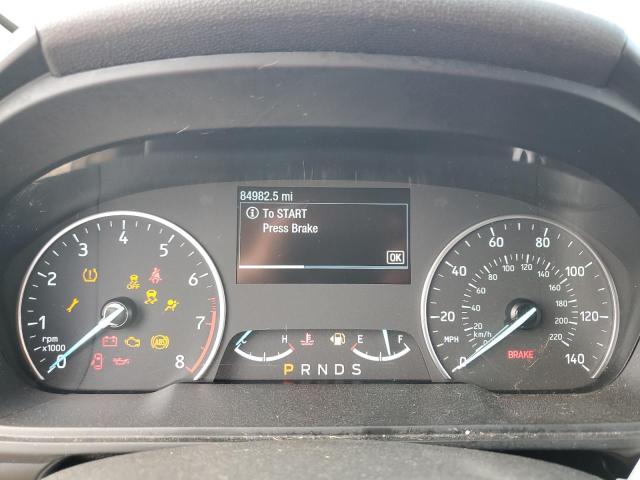 84982.5 mi
To START
Press Brake
OK
0 1 2 3 4 5 6 7 8
rpm
x1000
OFF
ABS
C H E F
P R N D S
0 20 40 60 80 100 120 140
20 40 60 80 100 120 140 160 180 200 220
MPH
km/h
BRAKE